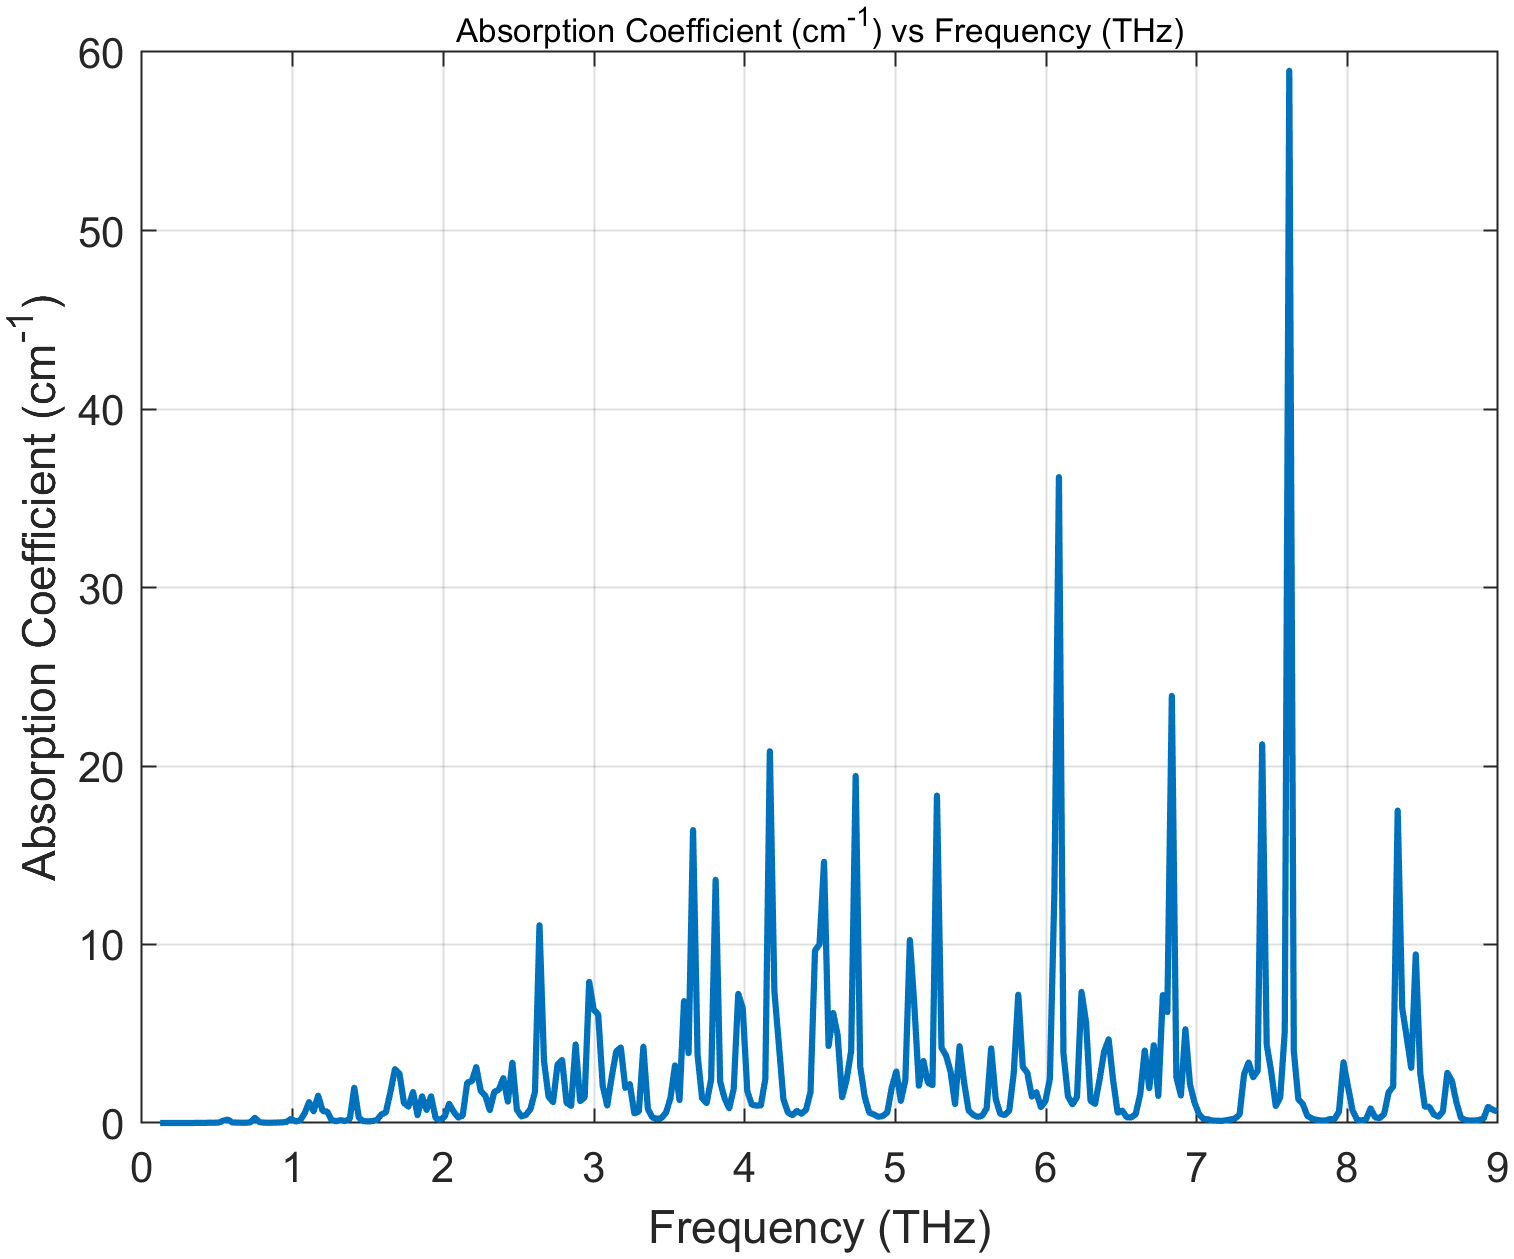 Absorption Coefficient (cm⁻¹) vs Frequency (THz)
60
50
40
30
20
10
0
Absorption Coefficient (cm⁻¹)
0 1 2 3 4 5 6 7 8 9
Frequency (THz)